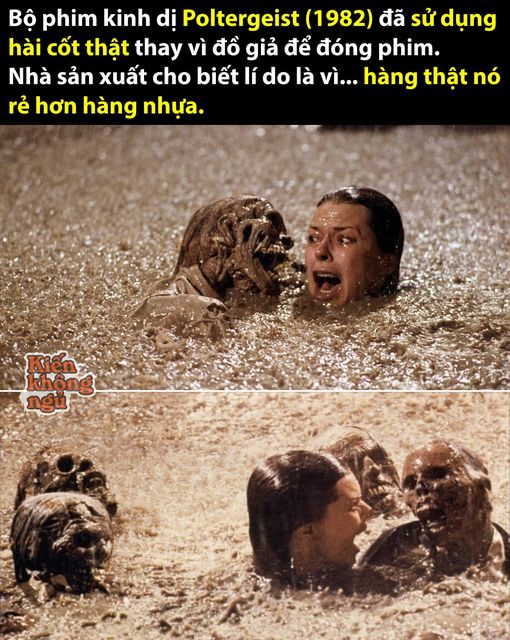 Bộ phim kinh dị Poltergeist (1982) đã sử dụng
hài cốt thật thay vì đồ giả để đóng phim.
Nhà sản xuất cho biết lí do là vì... hàng thật nó
rẻ hơn hàng nhựa.
Kiến
không
ngủ